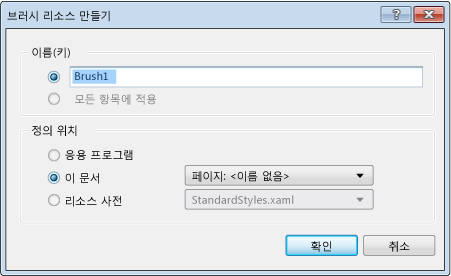 브러시 리소스 만들기
이름(키)
Brush1
모든 항목에 적용
정의 위치
응용 프로그램
이 문서 페이지: <이름 없음>
리소스 사전 StandardStyles.xaml
확인 취소